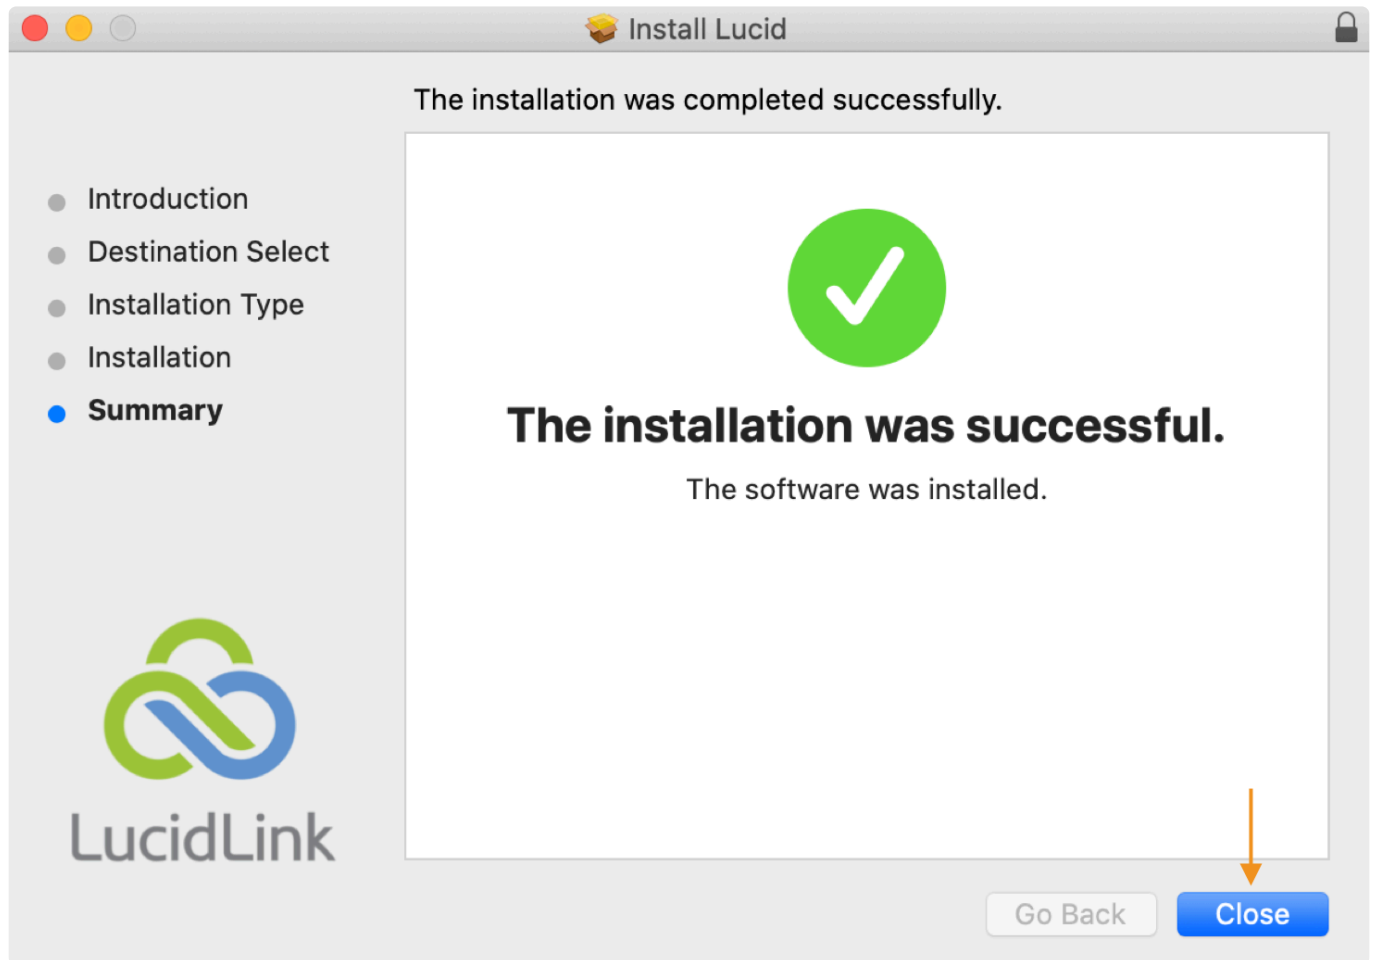 Install Lucid
The installation was completed successfully.
Introduction
Destination Select
Installation Type
Installation
Summary
The installation was successful.
The software was installed.
LucidLink
Go Back
Close